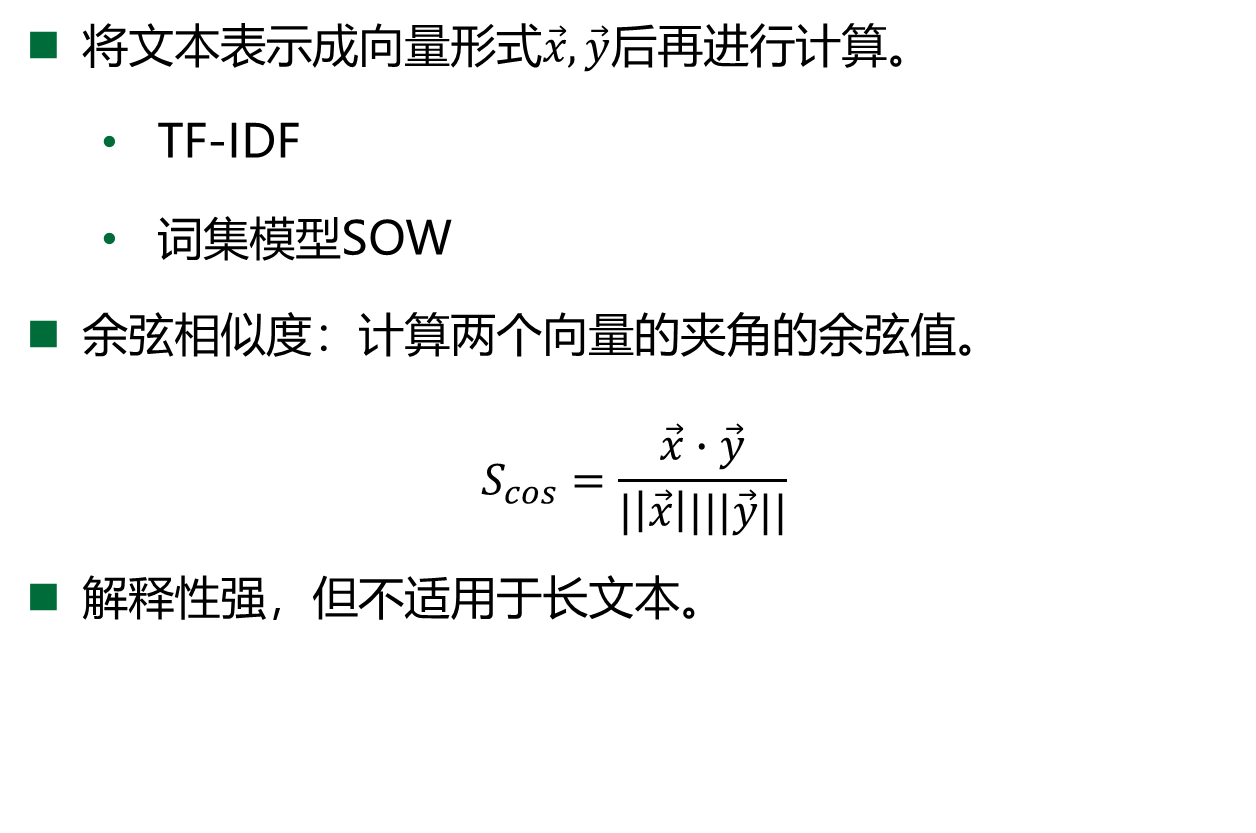 ■ 将文本表示成向量形式x⃗, y⃗后再进行计算。
• TF-IDF
• 词集模型SOW
■ 余弦相似度：计算两个向量的夹角的余弦值。
S_cos = (x⃗ · y⃗) / (||x⃗||||y⃗||)
■ 解释性强，但不适用于长文本。